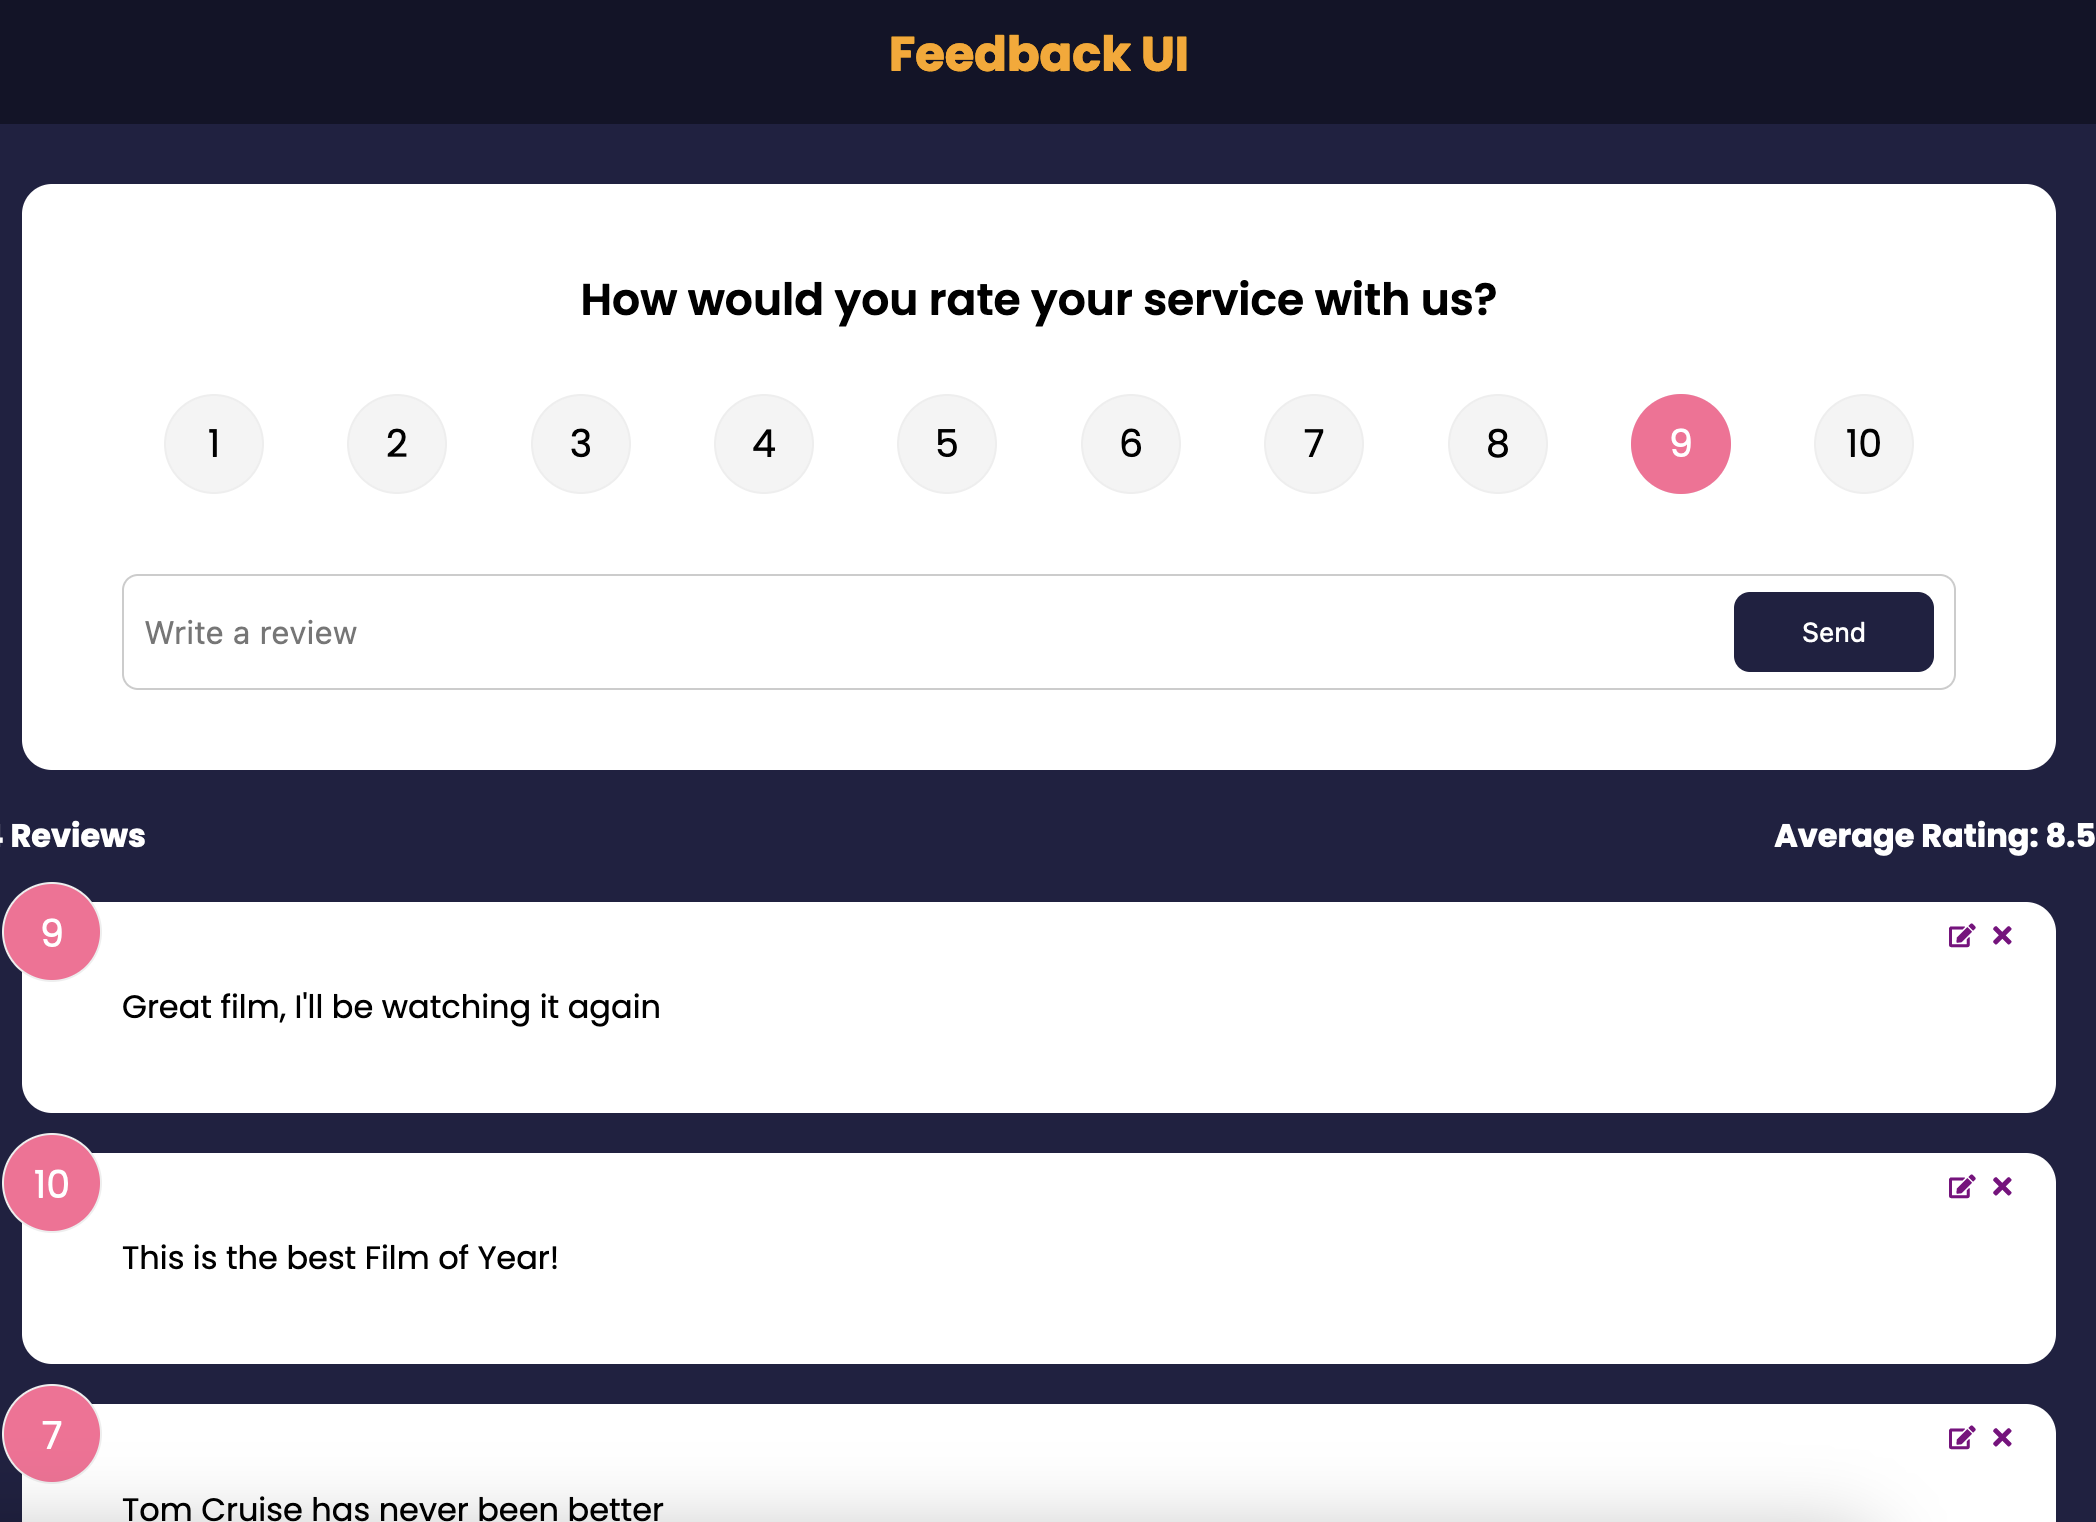 Feedback UI
How would you rate your service with us?
1 2 3 4 5 6 7 8 9 10
Write a review
Send
Reviews
Average Rating: 8.5
9
Great film, I'll be watching it again
10
This is the best Film of Year!
7
Tom Cruise has never been better